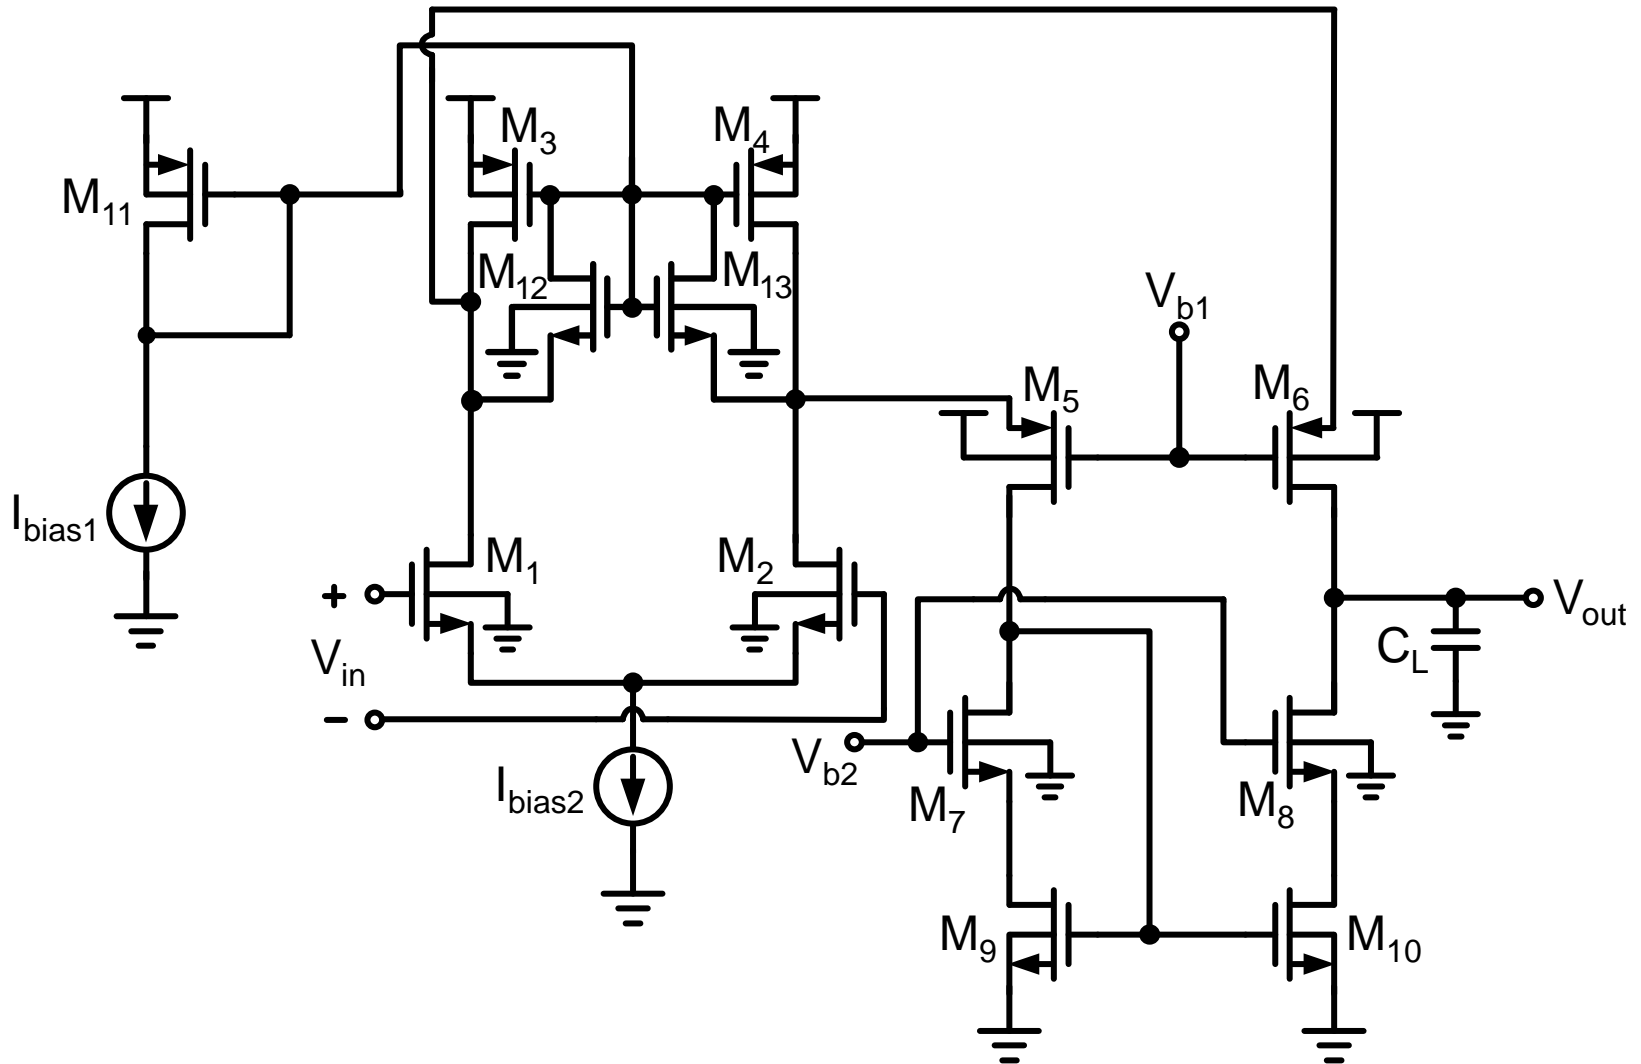 M3
M4
M11
M12
M13
Vb1
M5
M6
Ibias1
M1
M2
+
Vin
−
Vout
CL
Vb2
Ibias2
M7
M8
M9
M10